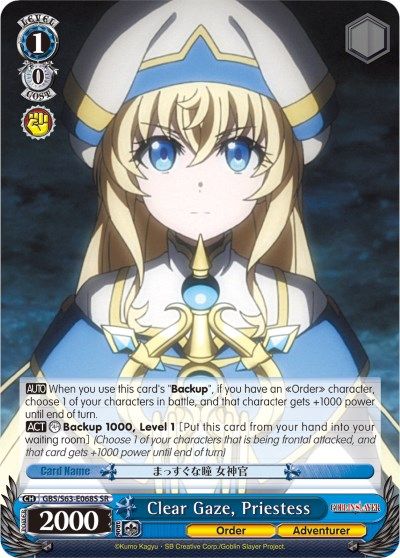 LEVEL
1
0
COST
AUTO When you use this card's "Backup", if you have an «Order» character,
choose 1 of your characters in battle, and that character gets +1000 power
until end of turn.
ACT Backup 1000, Level 1 [Put this card from your hand into your
waiting room] (Choose 1 of your characters that is being frontal attacked, and
that character gets +1000 power until end of turn)
Card Name まっすぐな瞳 女神官
CH GBS/S63-E068S SR
Clear Gaze, Priestess
POWER 2000 SOUL GOBLIN SLAYER
Order Adventurer
©Kumo Kagyu・SB Creative Corp./Goblin Slayer Project.